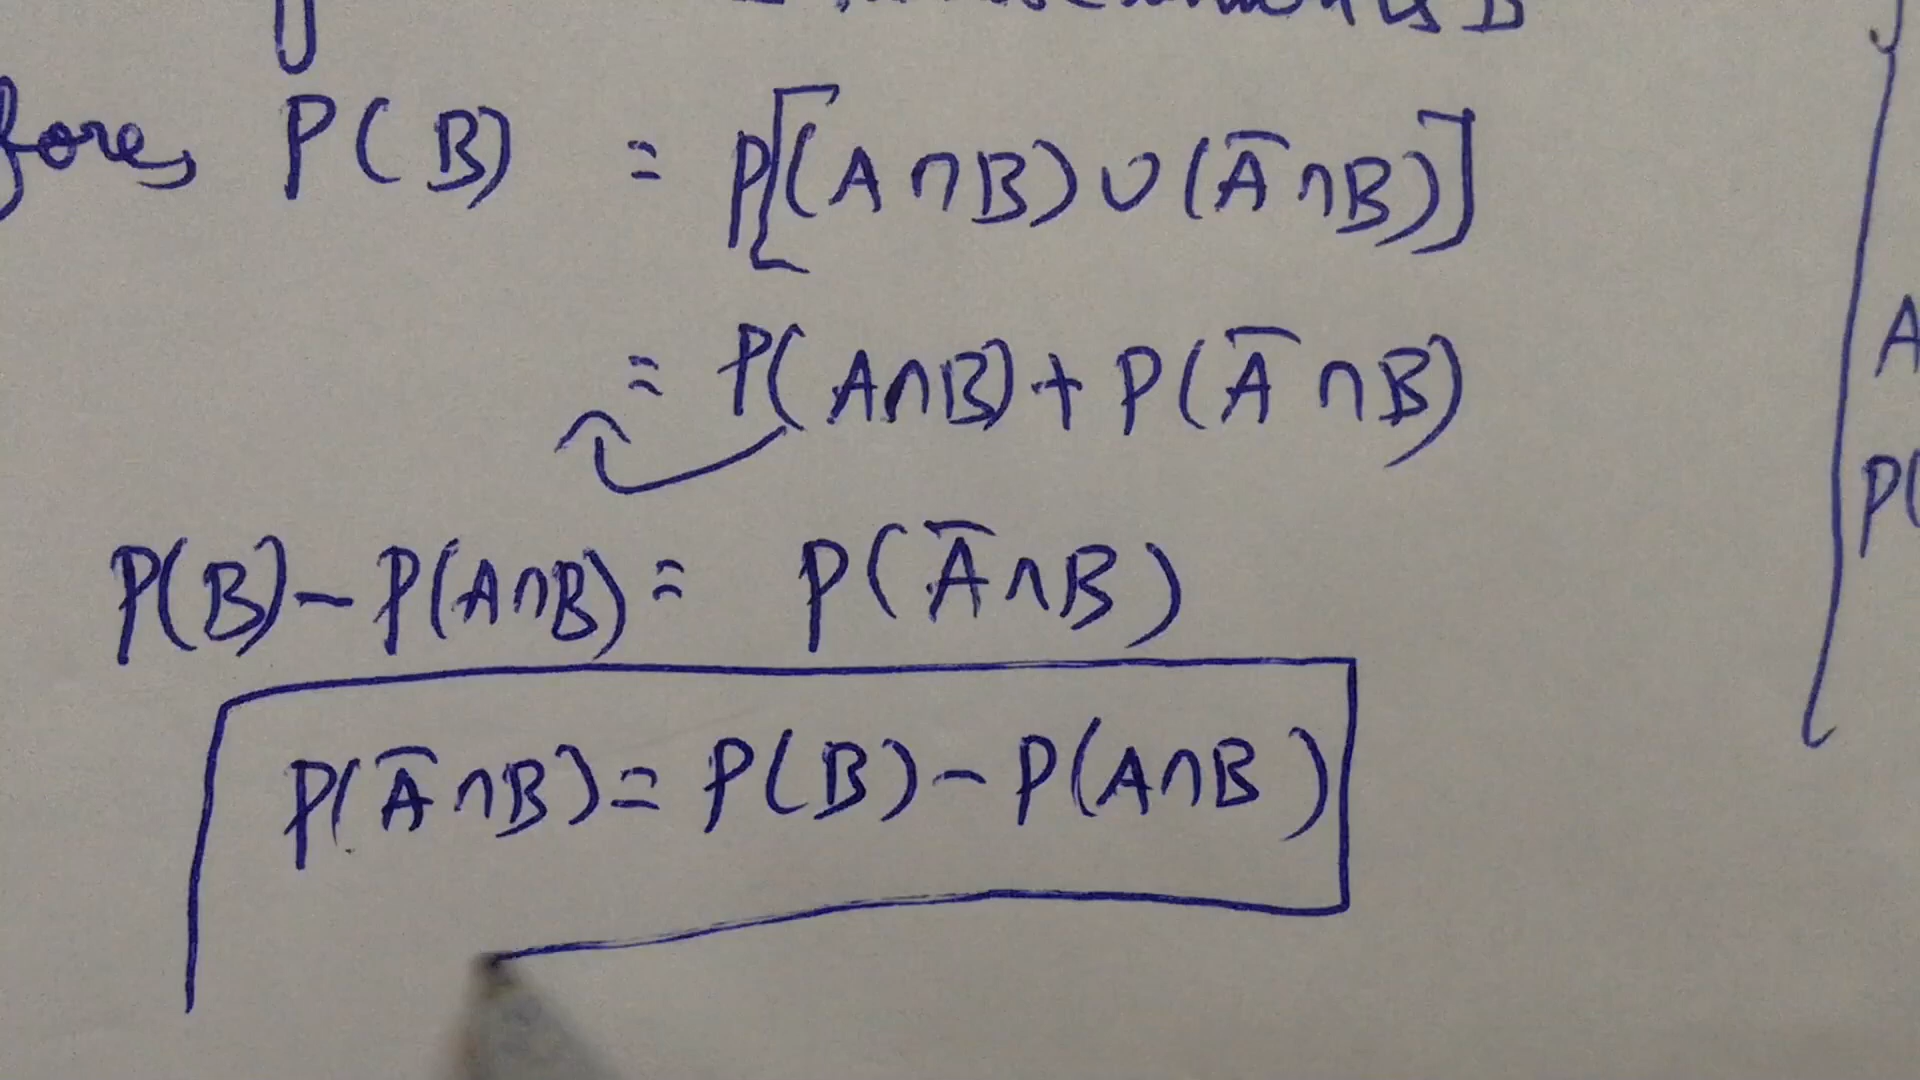 fore, P(B) = P[(A∩B)∪(Ā∩B)]
= P(A∩B)+P(Ā∩B)
P(B)-P(A∩B)= P(Ā∩B)
P(Ā∩B)= P(B)-P(A∩B)
A
P(